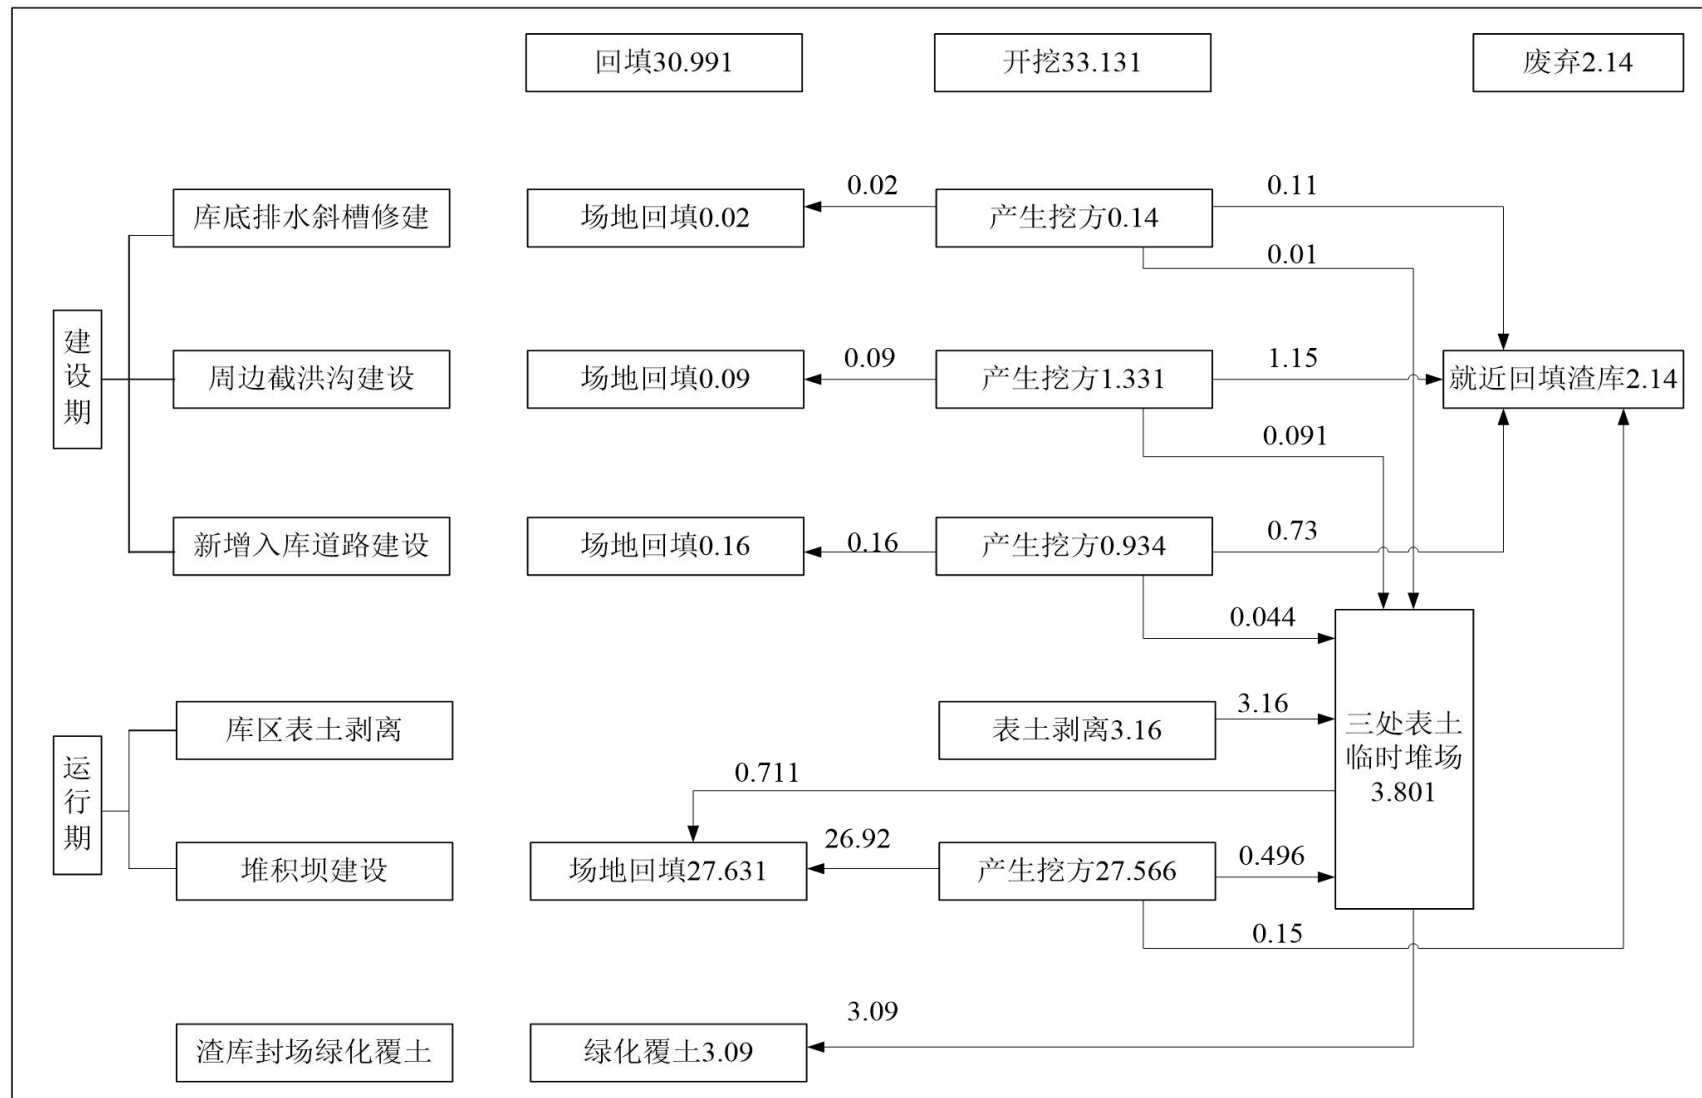 回填30.991
开挖33.131
废弃2.14
库底排水斜槽修建
场地回填0.02
0.02
产生挖方0.14
0.11
0.01
建设期
周边截洪沟建设
场地回填0.09
0.09
产生挖方1.331
1.15
就近回填渣库2.14
0.091
新增入库道路建设
场地回填0.16
0.16
产生挖方0.934
0.73
0.044
库区表土剥离
表土剥离3.16
3.16
三处表土
临时堆场
3.801
运行期
0.711
堆积坝建设
场地回填27.631
26.92
产生挖方27.566
0.496
0.15
渣库封场绿化覆土
绿化覆土3.09
3.09